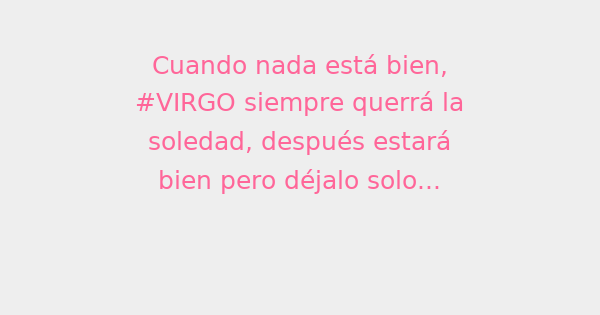 Cuando nada está bien,
#VIRGO siempre querrá la
soledad, después estará
bien pero déjalo solo...